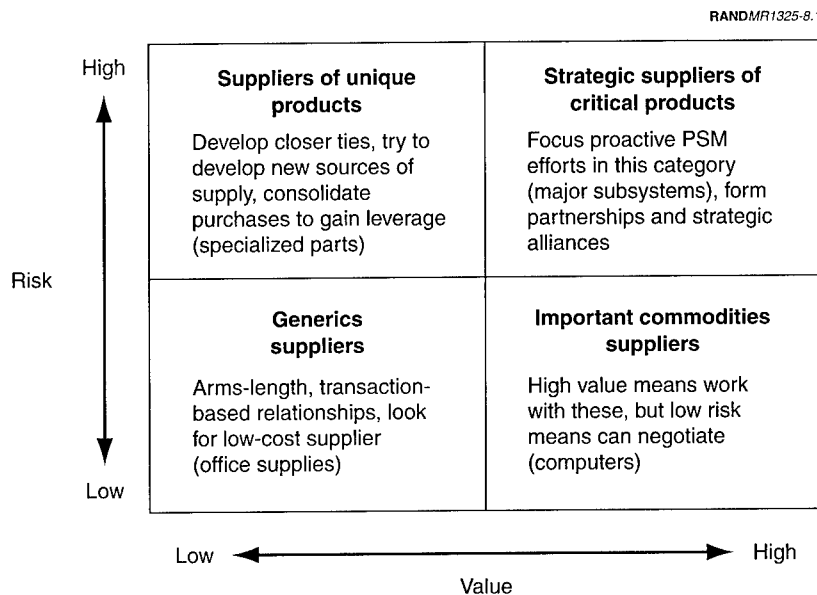 RANDMR1325-8.1
High
Suppliers of unique
products
Develop closer ties, try to
develop new sources of
supply, consolidate
purchases to gain leverage
(specialized parts)
Strategic suppliers of
critical products
Focus proactive PSM
efforts in this category
(major subsystems), form
partnerships and strategic
alliances
Risk
Generics
suppliers
Arms-length, transaction-
based relationships, look
for low-cost supplier
(office supplies)
Important commodities
suppliers
High value means work
with these, but low risk
means can negotiate
(computers)
Low
Low
High
Value